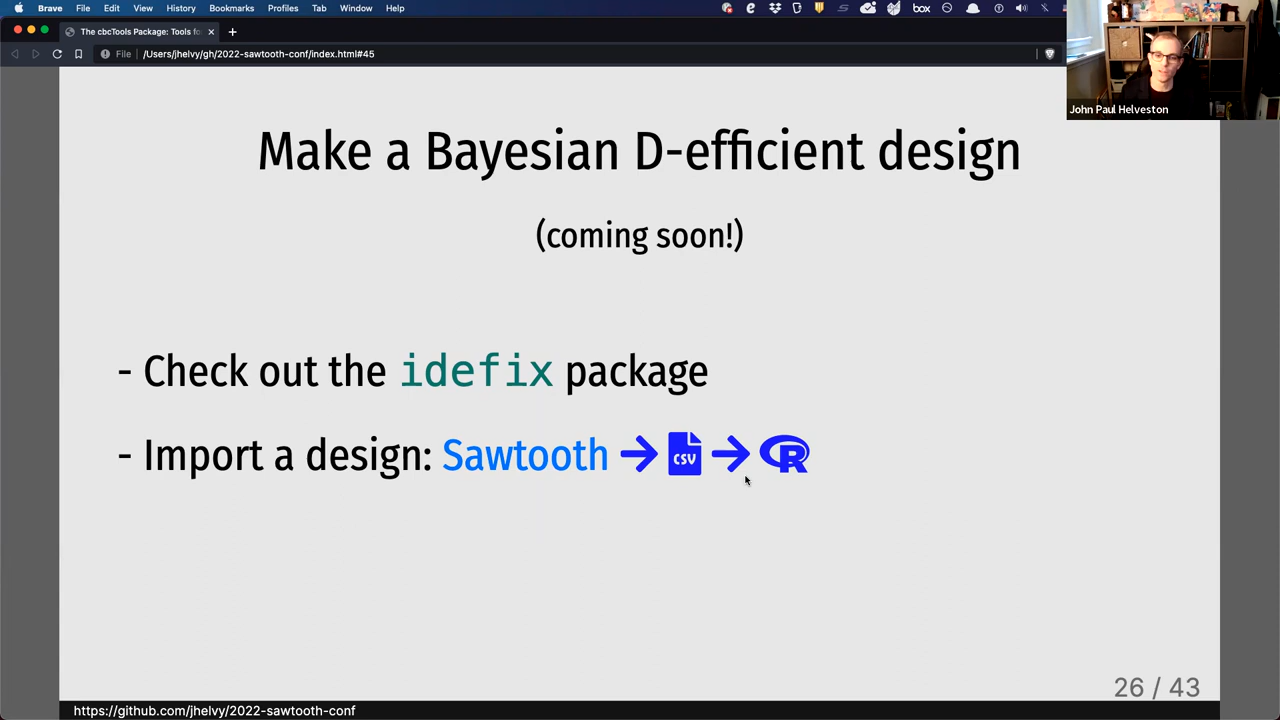 Brave File Edit View History Bookmarks Profiles Tab Window Help
box
The cbcTools Package: Tools fo
File /Users/jhelvy/gh/2022-sawtooth-conf/index.html#45
John Paul Helveston
Make a Bayesian D-efficient design
(coming soon!)
- Check out the idefix package
- Import a design: Sawtooth → CSV → R
26 / 43
https://github.com/jhelvy/2022-sawtooth-conf